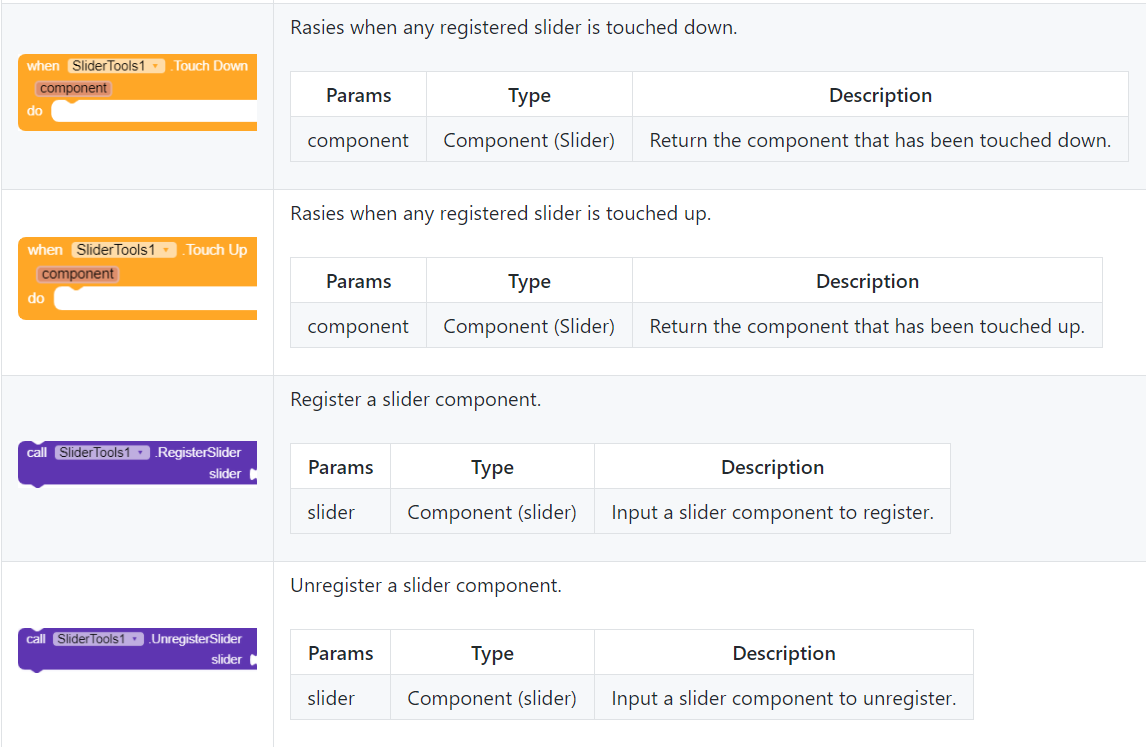 Rasies when any registered slider is touched down.
when SliderTools1 .Touch Down
component
do
Params Type Description
component Component (Slider) Return the component that has been touched down.
Rasies when any registered slider is touched up.
when SliderTools1 .Touch Up
component
do
Params Type Description
component Component (Slider) Return the component that has been touched up.
Register a slider component.
call SliderTools1 .RegisterSlider
slider
Params Type Description
slider Component (slider) Input a slider component to register.
Unregister a slider component.
call SliderTools1 .UnregisterSlider
slider
Params Type Description
slider Component (slider) Input a slider component to unregister.